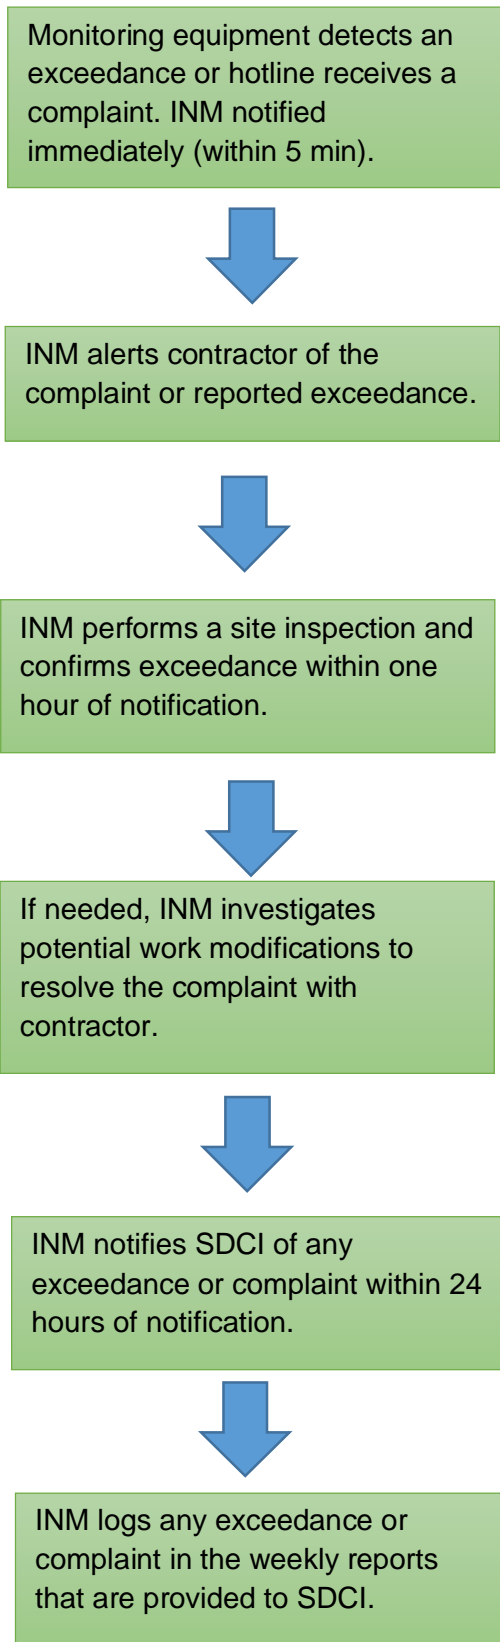 Monitoring equipment detects an
exceedance or hotline receives a
complaint. INM notified
immediately (within 5 min).
INM alerts contractor of the
complaint or reported exceedance.
INM performs a site inspection and
confirms exceedance within one
hour of notification.
If needed, INM investigates
potential work modifications to
resolve the complaint with
contractor.
INM notifies SDCI of any
exceedance or complaint within 24
hours of notification.
INM logs any exceedance or
complaint in the weekly reports
that are provided to SDCI.